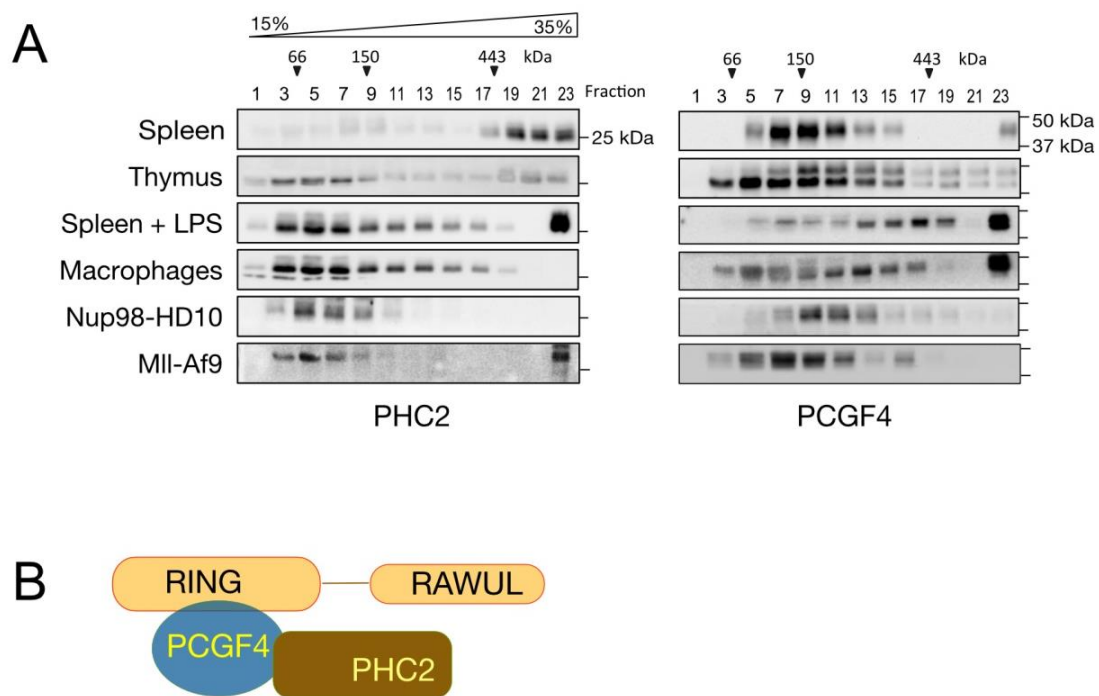 A
15% 35%
66 150 443 kDa
1 3 5 7 9 11 13 15 17 19 21 23 Fraction
Spleen 25 kDa
Thymus
Spleen + LPS
Macrophages
Nup98-HD10
Mll-Af9
PHC2
66 150 443 kDa
1 3 5 7 9 11 13 15 17 19 21 23
50 kDa
37 kDa
PCGF4
B
RING RAWUL
PCGF4
PHC2